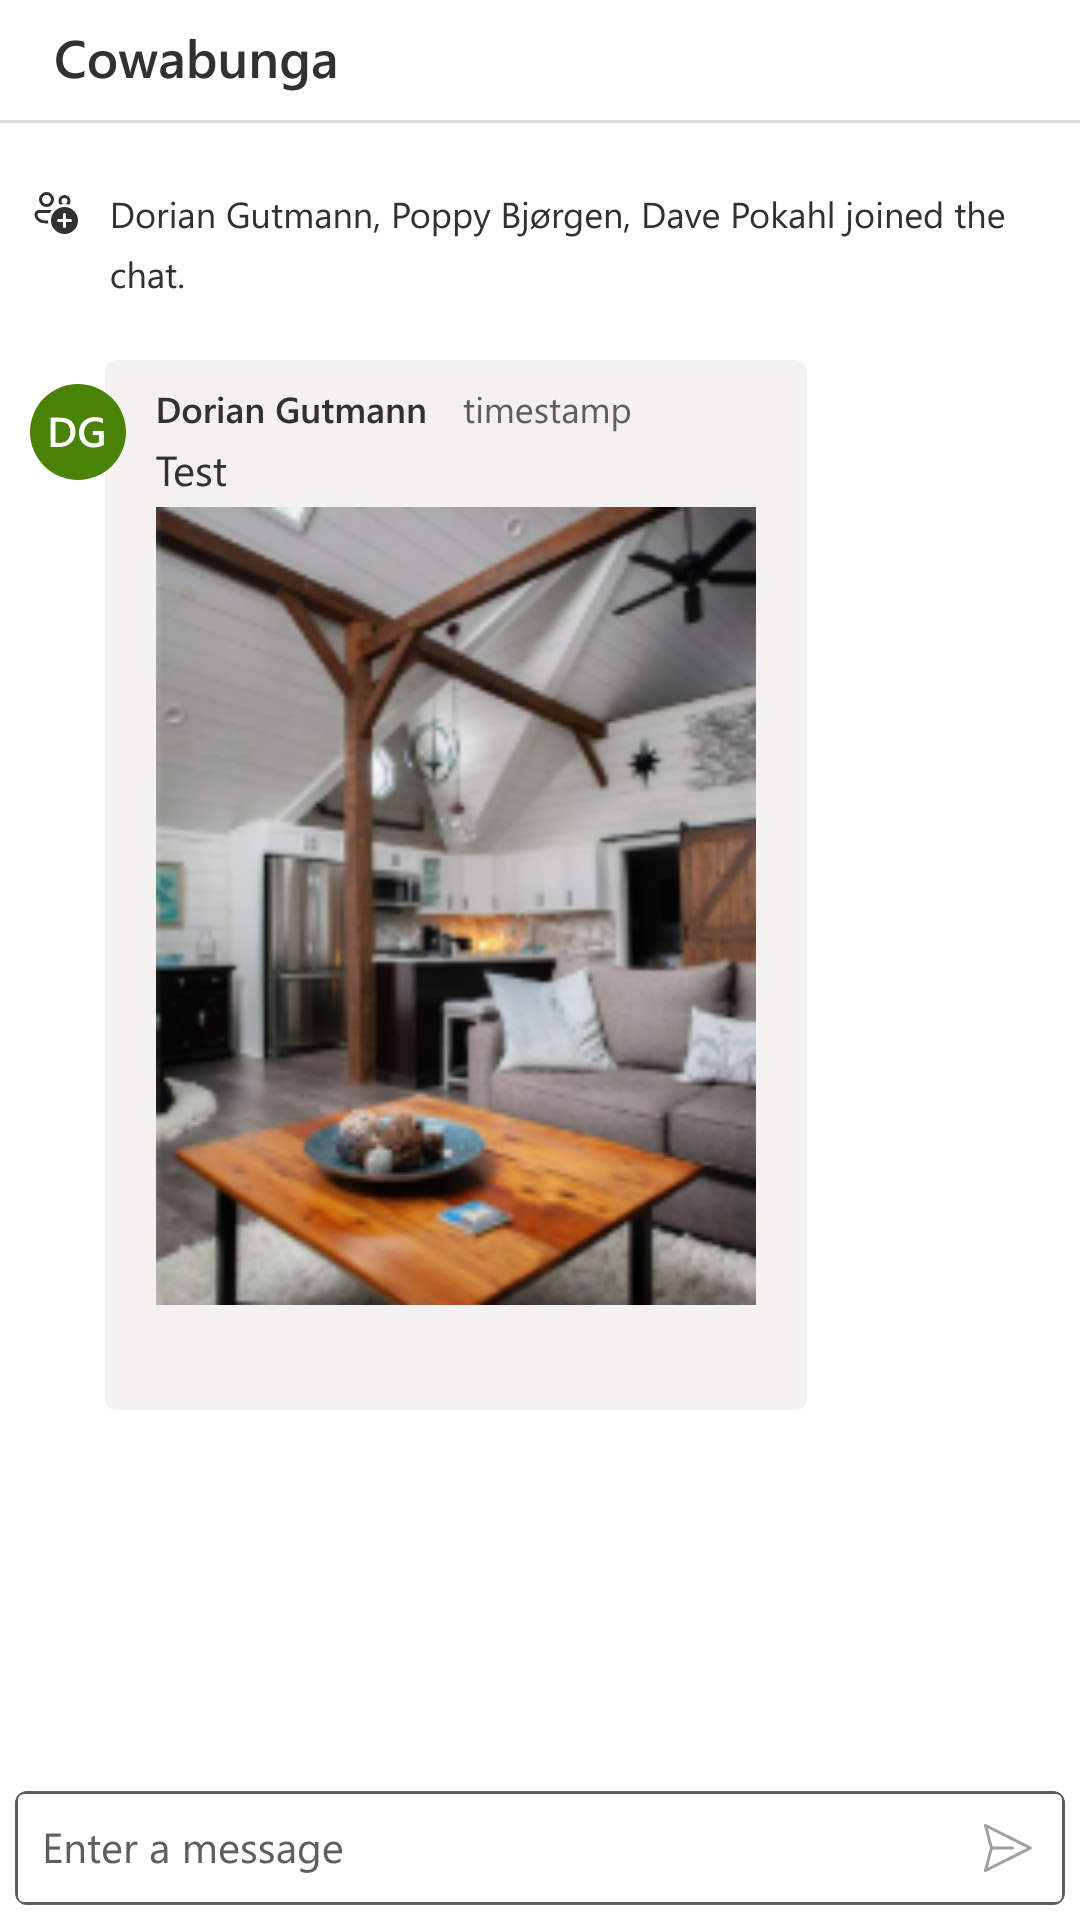 Cowabunga
Dorian Gutmann, Poppy Bjørgen, Dave Pokahl joined the
chat.
DG
Dorian Gutmann timestamp
Test
Enter a message